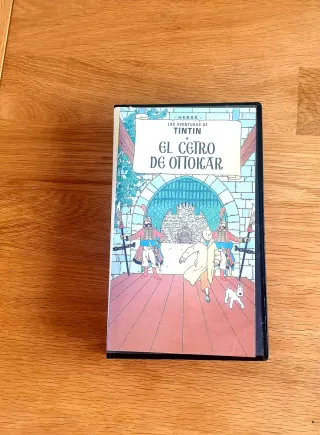 HERGÉ
LAS AVENTURAS DE
TINTIN
EL CETRO
DE OTTOKAR